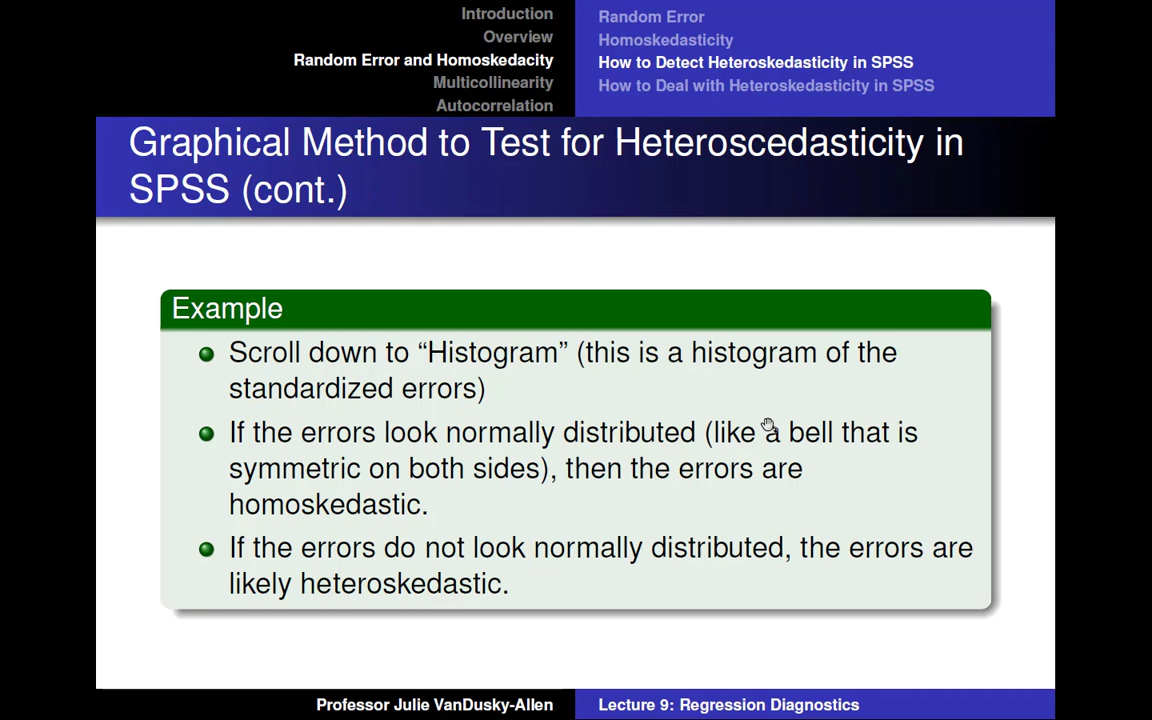 Introduction
Overview
Random Error and Homoskedacity
Multicollinearity
Autocorrelation
Random Error
Homoskedasticity
How to Detect Heteroskedasticity in SPSS
How to Deal with Heteroskedasticity in SPSS
Graphical Method to Test for Heteroscedasticity in
SPSS (cont.)
Example
Scroll down to “Histogram” (this is a histogram of the
standardized errors)
If the errors look normally distributed (like a bell that is
symmetric on both sides), then the errors are
homoskedastic.
If the errors do not look normally distributed, the errors are
likely heteroskedastic.
Professor Julie VanDusky-Allen
Lecture 9: Regression Diagnostics